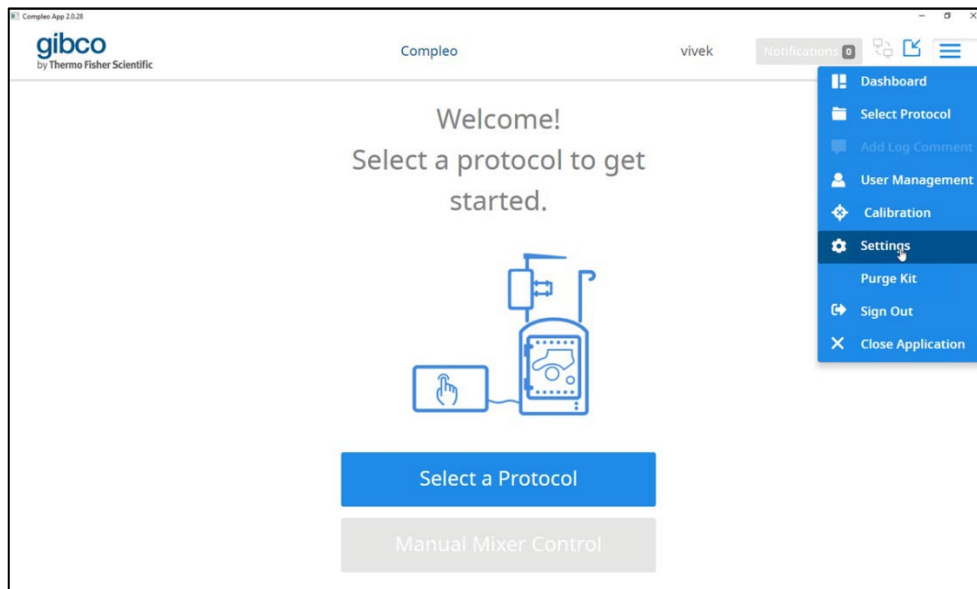 Compleo App 2.0.28
gibco
by Thermo Fisher Scientific
Compleo
vivek
Notifications 0
Dashboard
Select Protocol
Add Log Comment
User Management
Calibration
Settings
Purge Kit
Sign Out
Close Application
Welcome!
Select a protocol to get
started.
Select a Protocol
Manual Mixer Control